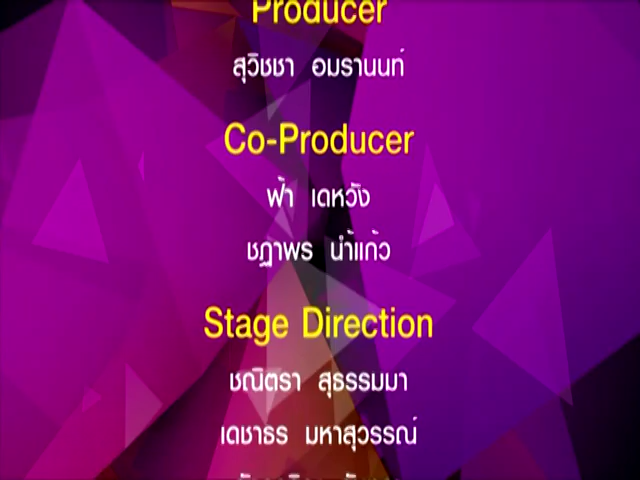 Producer
สุวิชชา อมรานนท์
Co-Producer
ฟ้า เดหวัง
ชฎาพร นำ้แก้ว
Stage Direction
ชณิตรา สุธรรมมา
เดชาธร มหาสุวรรณ์